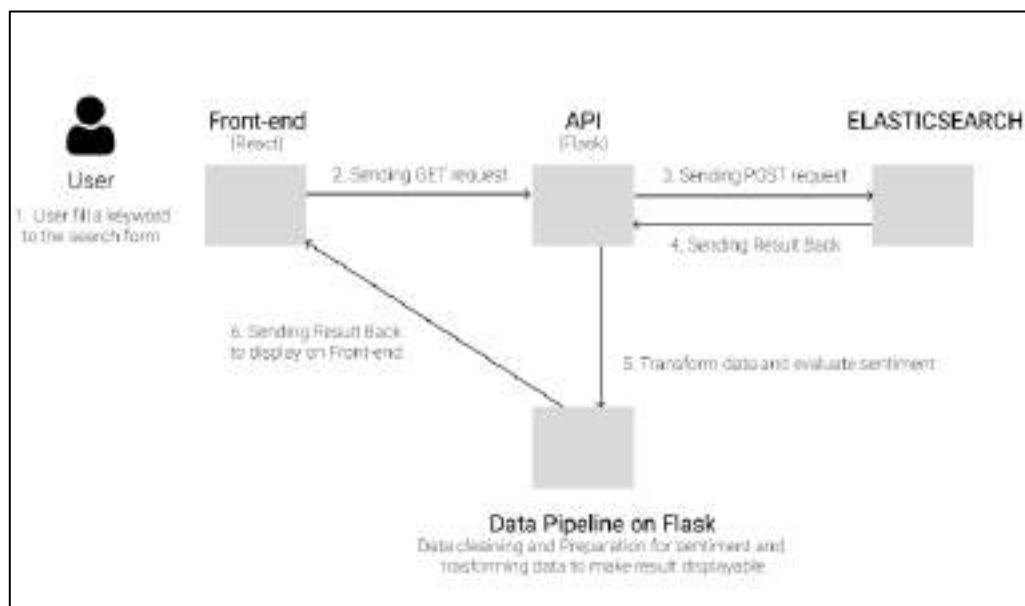 User
1. User fill a keyword
to the search form
Front-end
(React)
2. Sending GET request
API
(Flask)
3. Sending POST request
ELASTICSEARCH
4. Sending Result Back
6. Sending Result Back
to display on Front-end
5. Transform data and evaluate sentiment
Data Pipeline on Flask
Data cleaning and Preparation for sentiment and
trasforming data to make result displayable